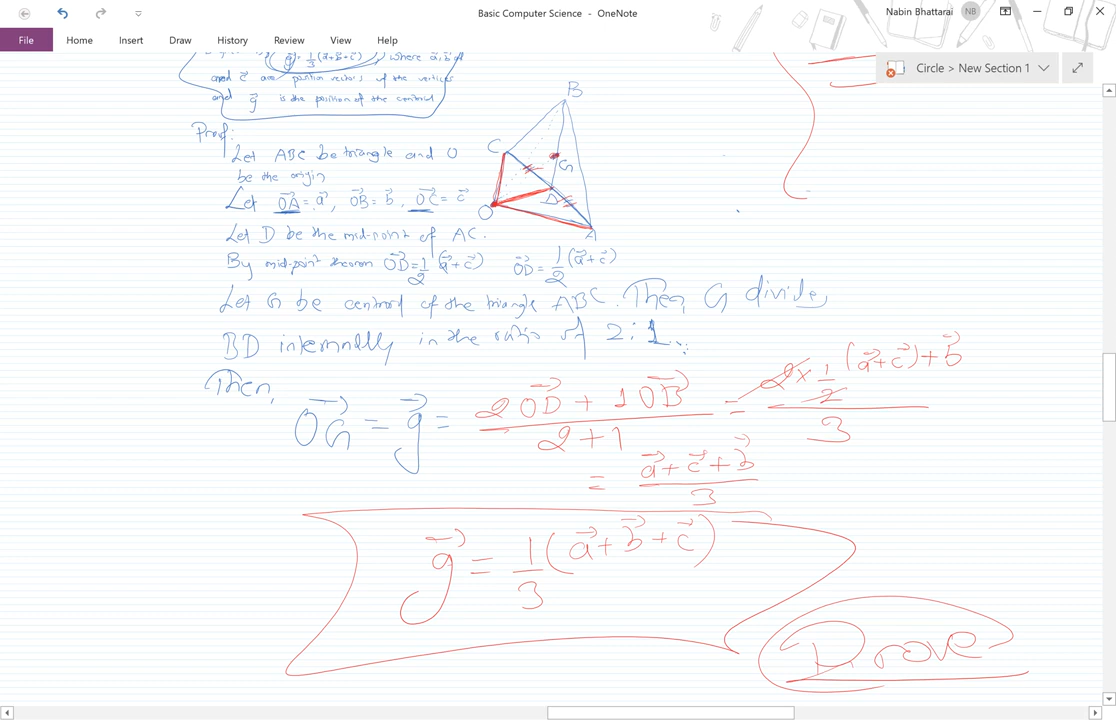 Basic Computer Science - OneNote
Nabin Bhattarai NB
File Home Insert Draw History Review View Help
Circle > New Section 1
g⃗ = 1/3 (a⃗+b⃗+c⃗) where a⃗, b⃗
and c⃗ are position vectors of the vertices
and g⃗ is the position of the centroid
Proof:
Let ABC be triangle and O
be the origin
Let OA⃗ = a⃗, OB⃗ = b⃗, OC⃗ = c⃗
Let D be the mid-point of AC.
By mid-point theorem OD⃗ = 1/2 (a⃗+c⃗) OD⃗ = 1/2 (a⃗+c⃗)
B
C
G
D
O
A
Let G be centroid of the triangle ABC. Then G divide,
BD internally in the ratio of 2:1.
Then,
OG⃗ = g⃗ = (2 OD⃗ + 1 OB⃗)/(2+1) = (2 × 1/2 (a⃗+c⃗) + b⃗)/3
= (a⃗ + c⃗ + b⃗)/3
g⃗ = 1/3 (a⃗ + b⃗ + c⃗)
Prove